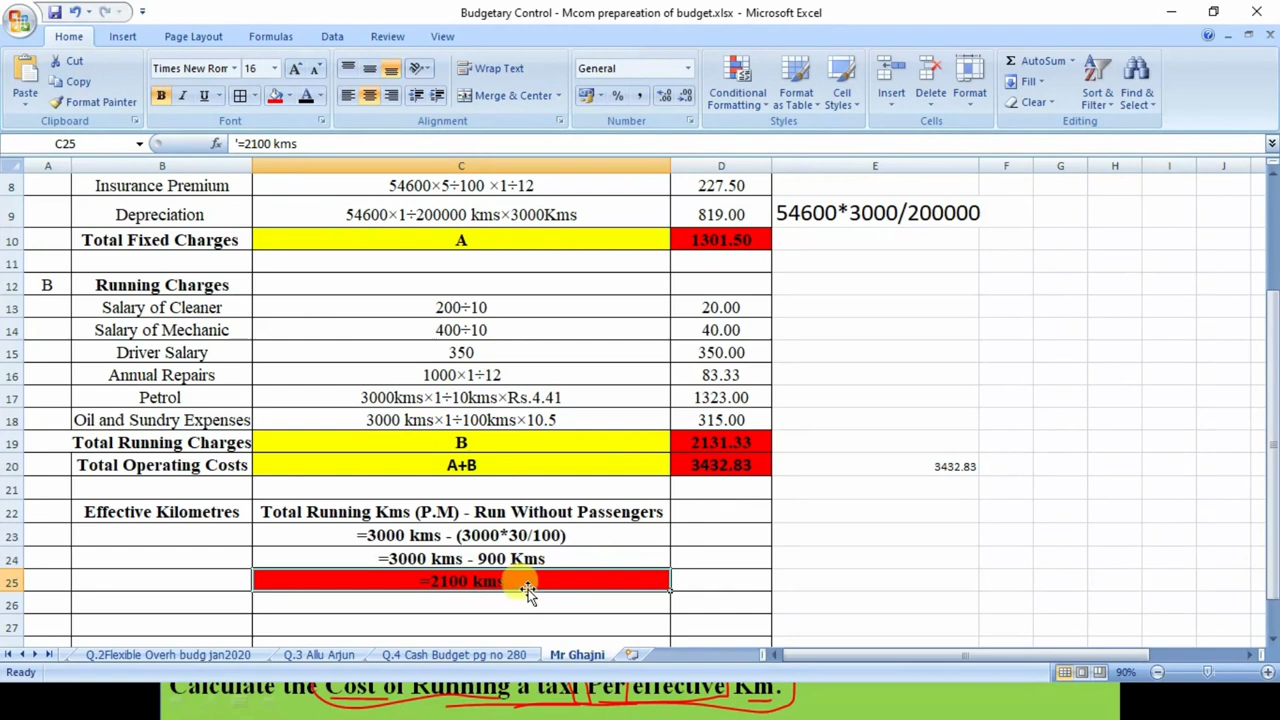 Budgetary Control - Mcom prepareation of budget.xlsx - Microsoft Excel
Home Insert Page Layout Formulas Data Review View
Paste Cut Copy Format Painter
Times New Ron 16 B I U A
Wrap Text Merge & Center
General % ,
Conditional Formatting Format as Table Cell Styles
Insert Delete Format
AutoSum Fill Clear Sort & Filter Find & Select
Clipboard Font Alignment Number Styles Cells Editing
C25 fx '=2100 kms
A B C D E F G H I J
8 Insurance Premium 54600×5÷100 ×1÷12 227.50
9 Depreciation 54600×1÷200000 kms×3000Kms 819.00 54600*3000/200000
10 Total Fixed Charges A 1301.50
11
12 B Running Charges
13 Salary of Cleaner 200÷10 20.00
14 Salary of Mechanic 400÷10 40.00
15 Driver Salary 350 350.00
16 Annual Repairs 1000×1÷12 83.33
17 Petrol 3000kms×1÷10kms×Rs.4.41 1323.00
18 Oil and Sundry Expenses 3000 kms×1÷100kms×10.5 315.00
19 Total Running Charges B 2131.33
20 Total Operating Costs A+B 3432.83 3432.83
21
22 Effective Kilometres Total Running Kms (P.M) - Run Without Passengers
23 =3000 kms - (3000*30/100)
24 =3000 kms - 900 Kms
25 =2100 kms
26
27
Q.2Flexible Overh budg jan2020 Q.3 Allu Arjun Q.4 Cash Budget pg no 280 Mr Ghajni
Ready 90%
Calculate the Cost of Running a taxi Per effective Km.